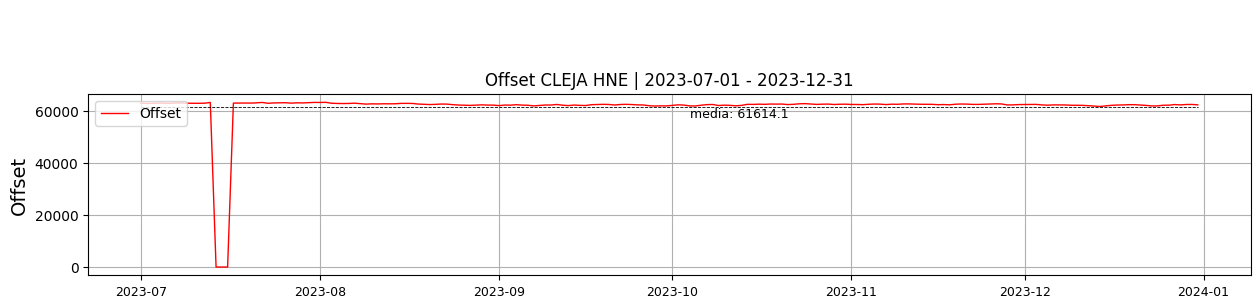 Offset CLEJA HNE | 2023-07-01 - 2023-12-31
Offset
60000
40000
20000
0
Offset
media: 61614.1
2023-07
2023-08
2023-09
2023-10
2023-11
2023-12
2024-01